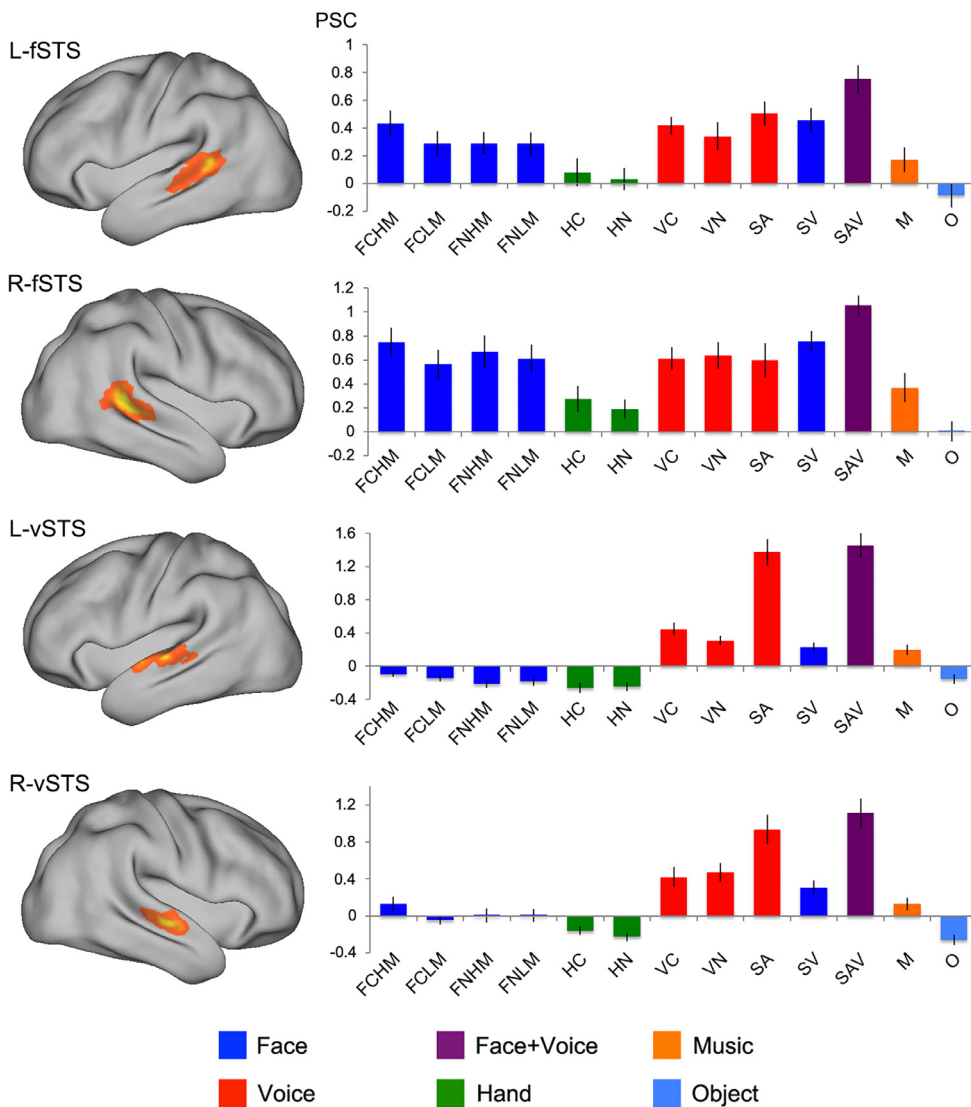 PSC
L-fSTS
1
0.8
0.6
0.4
0.2
0
-0.2
FCHM FCLM FNHM FNLM HC HN VC VN SA SV SAV M O
R-fSTS
1.2
1
0.8
0.6
0.4
0.2
0
-0.2
FCHM FCLM FNHM FNLM HC HN VC VN SA SV SAV M O
L-vSTS
1.6
1.2
0.8
0.4
0
-0.4
FCHM FCLM FNHM FNLM HC HN VC VN SA SV SAV M O
R-vSTS
1.2
0.8
0.4
0
-0.4
FCHM FCLM FNHM FNLM HC HN VC VN SA SV SAV M O
Face Face+Voice Music
Voice Hand Object